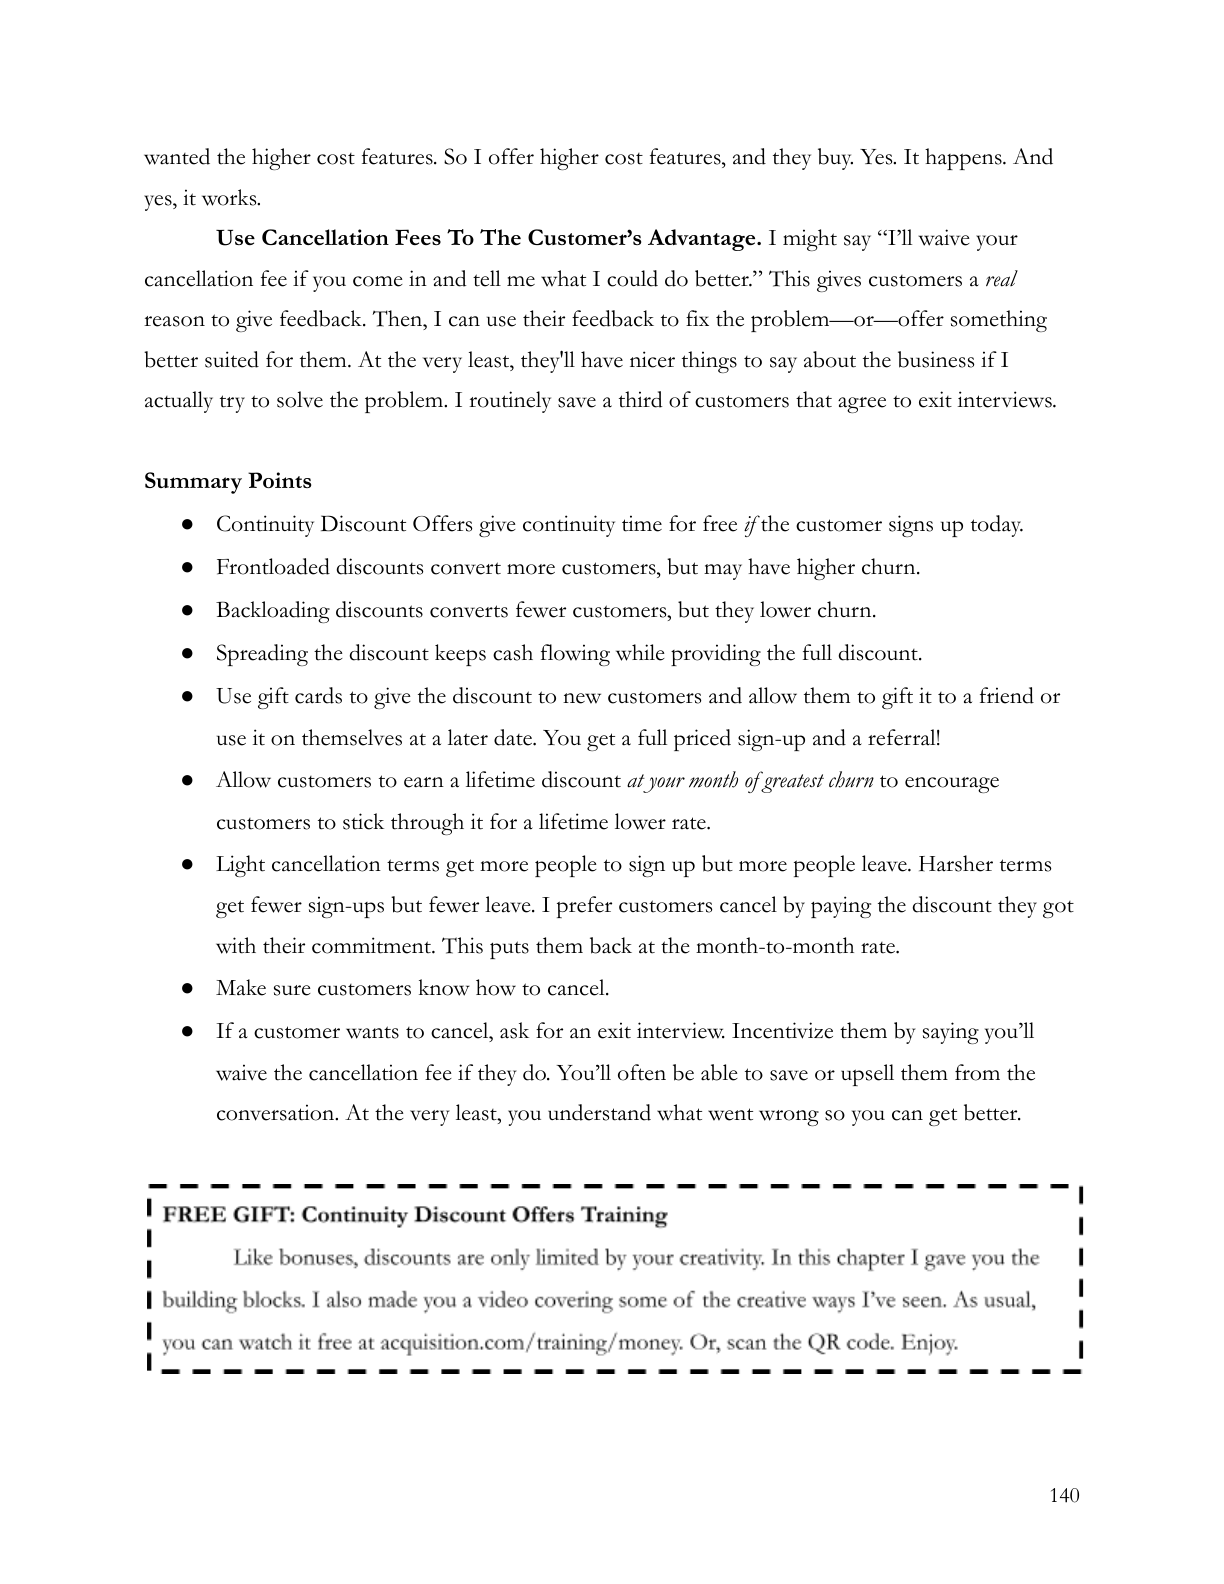 wanted the higher cost features. So I offer higher cost features, and they buy. Yes. It happens. And
yes, it works.
Use Cancellation Fees To The Customer’s Advantage. I might say “I’ll waive your
cancellation fee if you come in and tell me what I could do better.” This gives customers a real
reason to give feedback. Then, I can use their feedback to fix the problem—or—offer something
better suited for them. At the very least, they'll have nicer things to say about the business if I
actually try to solve the problem. I routinely save a third of customers that agree to exit interviews.
Summary Points
● Continuity Discount Offers give continuity time for free if the customer signs up today.
● Frontloaded discounts convert more customers, but may have higher churn.
● Backloading discounts converts fewer customers, but they lower churn.
● Spreading the discount keeps cash flowing while providing the full discount.
● Use gift cards to give the discount to new customers and allow them to gift it to a friend or
use it on themselves at a later date. You get a full priced sign-up and a referral!
● Allow customers to earn a lifetime discount at your month of greatest churn to encourage
customers to stick through it for a lifetime lower rate.
● Light cancellation terms get more people to sign up but more people leave. Harsher terms
get fewer sign-ups but fewer leave. I prefer customers cancel by paying the discount they got
with their commitment. This puts them back at the month-to-month rate.
● Make sure customers know how to cancel.
● If a customer wants to cancel, ask for an exit interview. Incentivize them by saying you’ll
waive the cancellation fee if they do. You’ll often be able to save or upsell them from the
conversation. At the very least, you understand what went wrong so you can get better.
FREE GIFT: Continuity Discount Offers Training
Like bonuses, discounts are only limited by your creativity. In this chapter I gave you the
building blocks. I also made you a video covering some of the creative ways I’ve seen. As usual,
you can watch it free at acquisition.com/training/money. Or, scan the QR code. Enjoy.
140